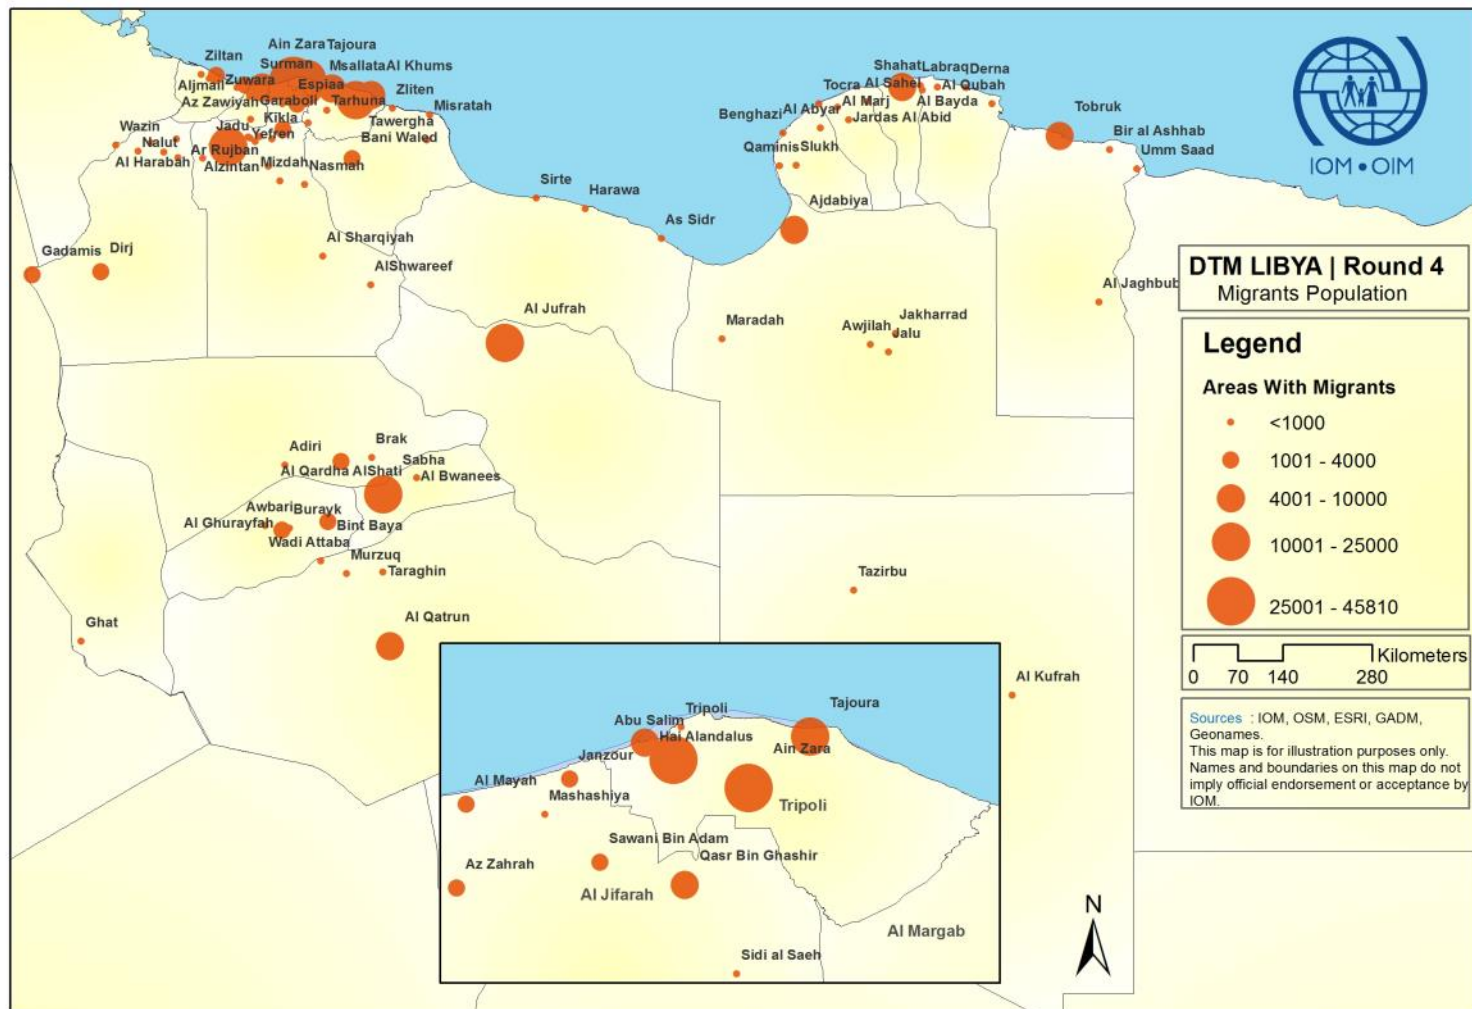 Ain Zara
Tajoura
Ziltan
Surman
Msallata
Al Khums
Aljmail
Zuwara
Espiaa
Zliten
Az Zawiyah
Garaboli
Tarhuna
Misratah
Wazin
Jadu
Kikla
Tawergha
Nalut
Yefren
Bani Waled
Al Harabah
Ar Rujban
Alzintan
Mizdah
Nasmah
Sirte
Harawa
As Sidr
Gadamis
Dirj
Al Sharqiyah
AlShwareef
Al Jufrah
Shahat
Labraq
Derna
Tocra
Al Sahel
Al Qubah
Benghazi
Al Abyar
Al Marj
Al Bayda
Jardas Al Abid
Tobruk
Bir al Ashhab
Umm Saad
Qaminis
Slukh
Ajdabiya
Al Jaghbub
Maradah
Awjilah
Jakharrad
Jalu
Adiri
Brak
Sabha
Al Qardha AlShati
Al Bwanees
Awbari
Burayk
Al Ghurayfah
Bint Baya
Wadi Attaba
Murzuq
Taraghin
Ghat
Al Qatrun
Tazirbu
Al Kufrah
Tripoli
Tajoura
Abu Salim
Hai Alandalus
Ain Zara
Janzour
Al Mayah
Mashashiya
Tripoli
Sawani Bin Adam
Qasr Bin Ghashir
Az Zahrah
Al Jifarah
Al Margab
Sidi al Saeh
N
IOM • OIM
DTM LIBYA | Round 4
Migrants Population
Legend
Areas With Migrants
<1000
1001 - 4000
4001 - 10000
10001 - 25000
25001 - 45810
Kilometers
0 70 140 280
Sources : IOM, OSM, ESRI, GADM,
Geonames.
This map is for illustration purposes only.
Names and boundaries on this map do not
imply official endorsement or acceptance by
IOM.